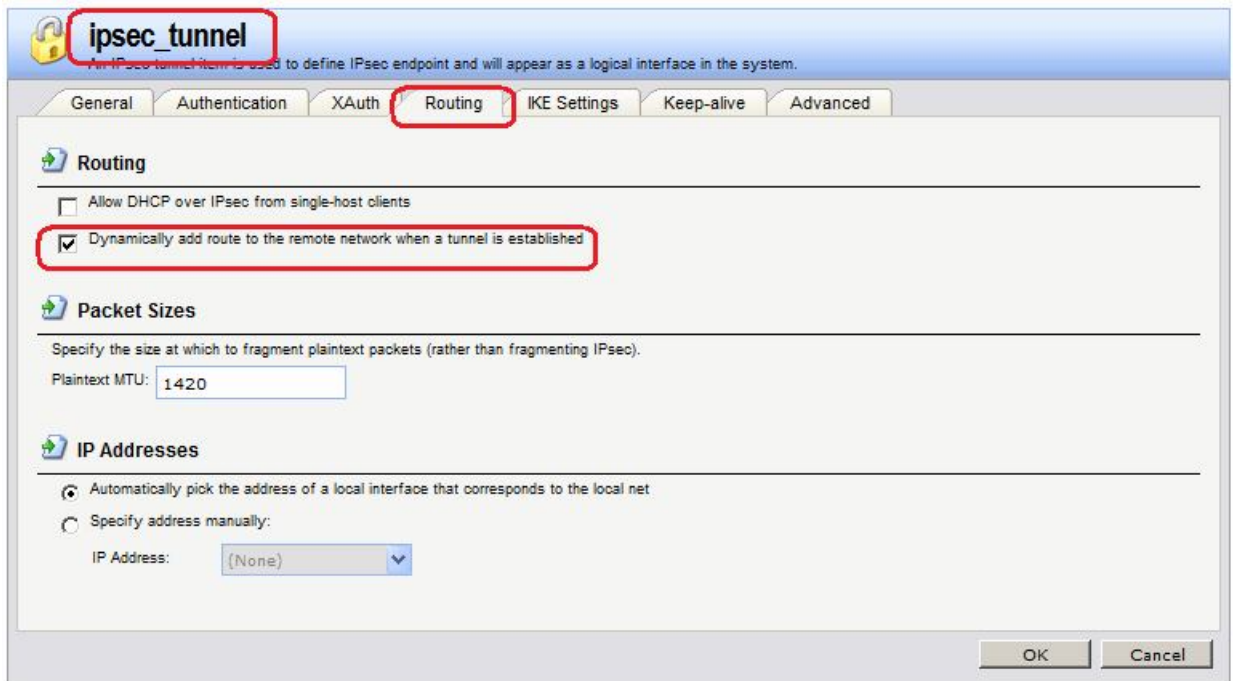 ipsec_tunnel
An IPsec tunnel item is used to define IPsec endpoint and will appear as a logical interface in the system.
General Authentication XAuth Routing IKE Settings Keep-alive Advanced
Routing
Allow DHCP over IPsec from single-host clients
Dynamically add route to the remote network when a tunnel is established
Packet Sizes
Specify the size at which to fragment plaintext packets (rather than fragmenting IPsec).
Plaintext MTU: 1420
IP Addresses
Automatically pick the address of a local interface that corresponds to the local net
Specify address manually:
IP Address: (None)
OK Cancel